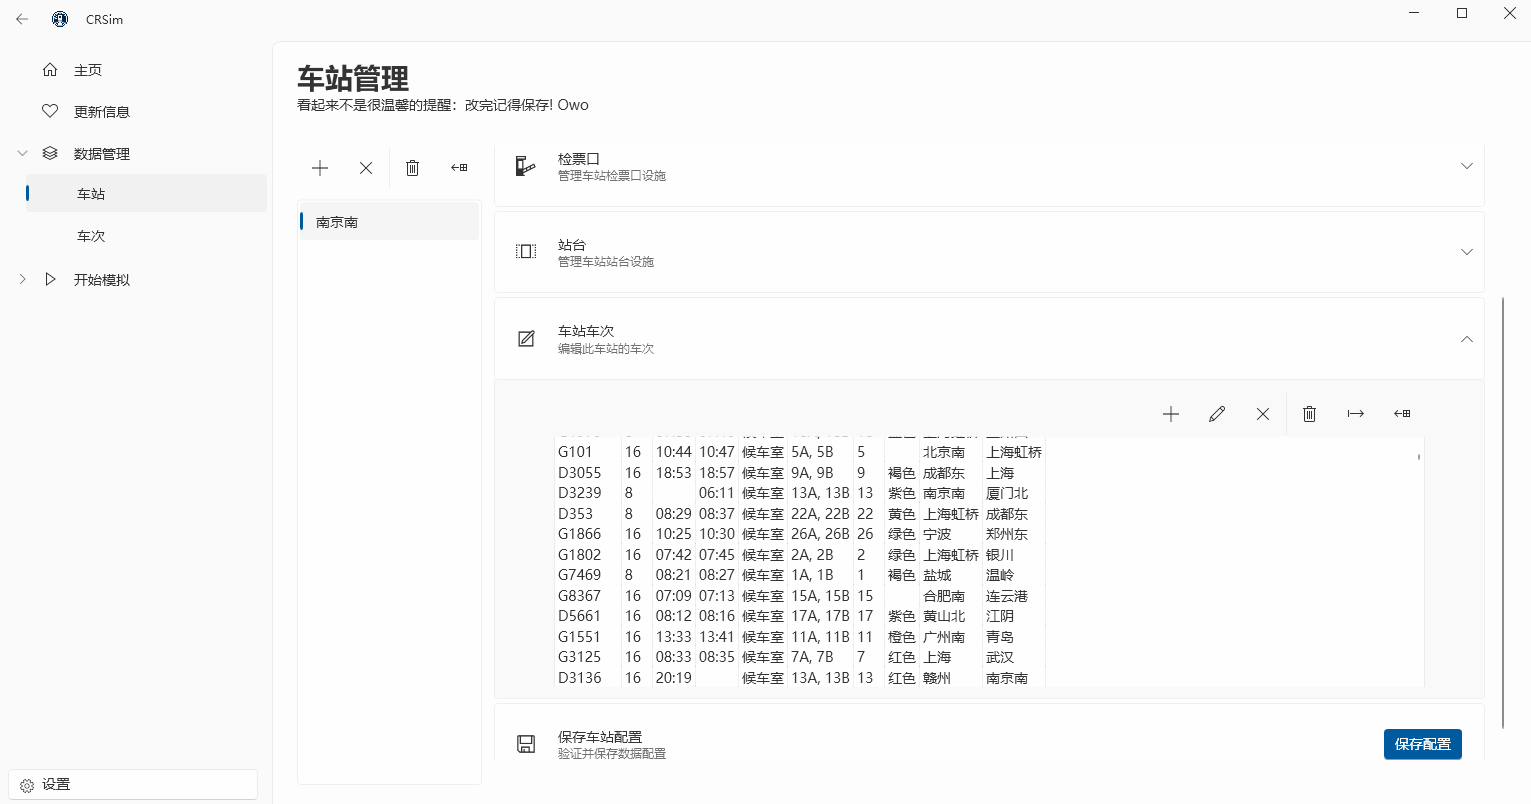 CRSim
主页
更新信息
数据管理
车站
车次
开始模拟
设置
车站管理
看起来不是很温馨的提醒：改完记得保存! Owo
南京南
检票口
管理车站检票口设施
站台
管理车站站台设施
车站车次
编辑此车站的车次
G101 16 10:44 10:47 候车室 5A, 5B 5 北京南 上海虹桥
D3055 16 18:53 18:57 候车室 9A, 9B 9 褐色 成都东 上海
D3239 8 06:11 候车室 13A, 13B 13 紫色 南京南 厦门北
D353 8 08:29 08:37 候车室 22A, 22B 22 黄色 上海虹桥 成都东
G1866 16 10:25 10:30 候车室 26A, 26B 26 绿色 宁波 郑州东
G1802 16 07:42 07:45 候车室 2A, 2B 2 绿色 上海虹桥 银川
G7469 8 08:21 08:27 候车室 1A, 1B 1 褐色 盐城 温岭
G8367 16 07:09 07:13 候车室 15A, 15B 15 合肥南 连云港
D5661 16 08:12 08:16 候车室 17A, 17B 17 紫色 黄山北 江阴
G1551 16 13:33 13:41 候车室 11A, 11B 11 橙色 广州南 青岛
G3125 16 08:33 08:35 候车室 7A, 7B 7 红色 上海 武汉
D3136 16 20:19 候车室 13A, 13B 13 红色 赣州 南京南
保存车站配置
验证并保存数据配置
保存配置